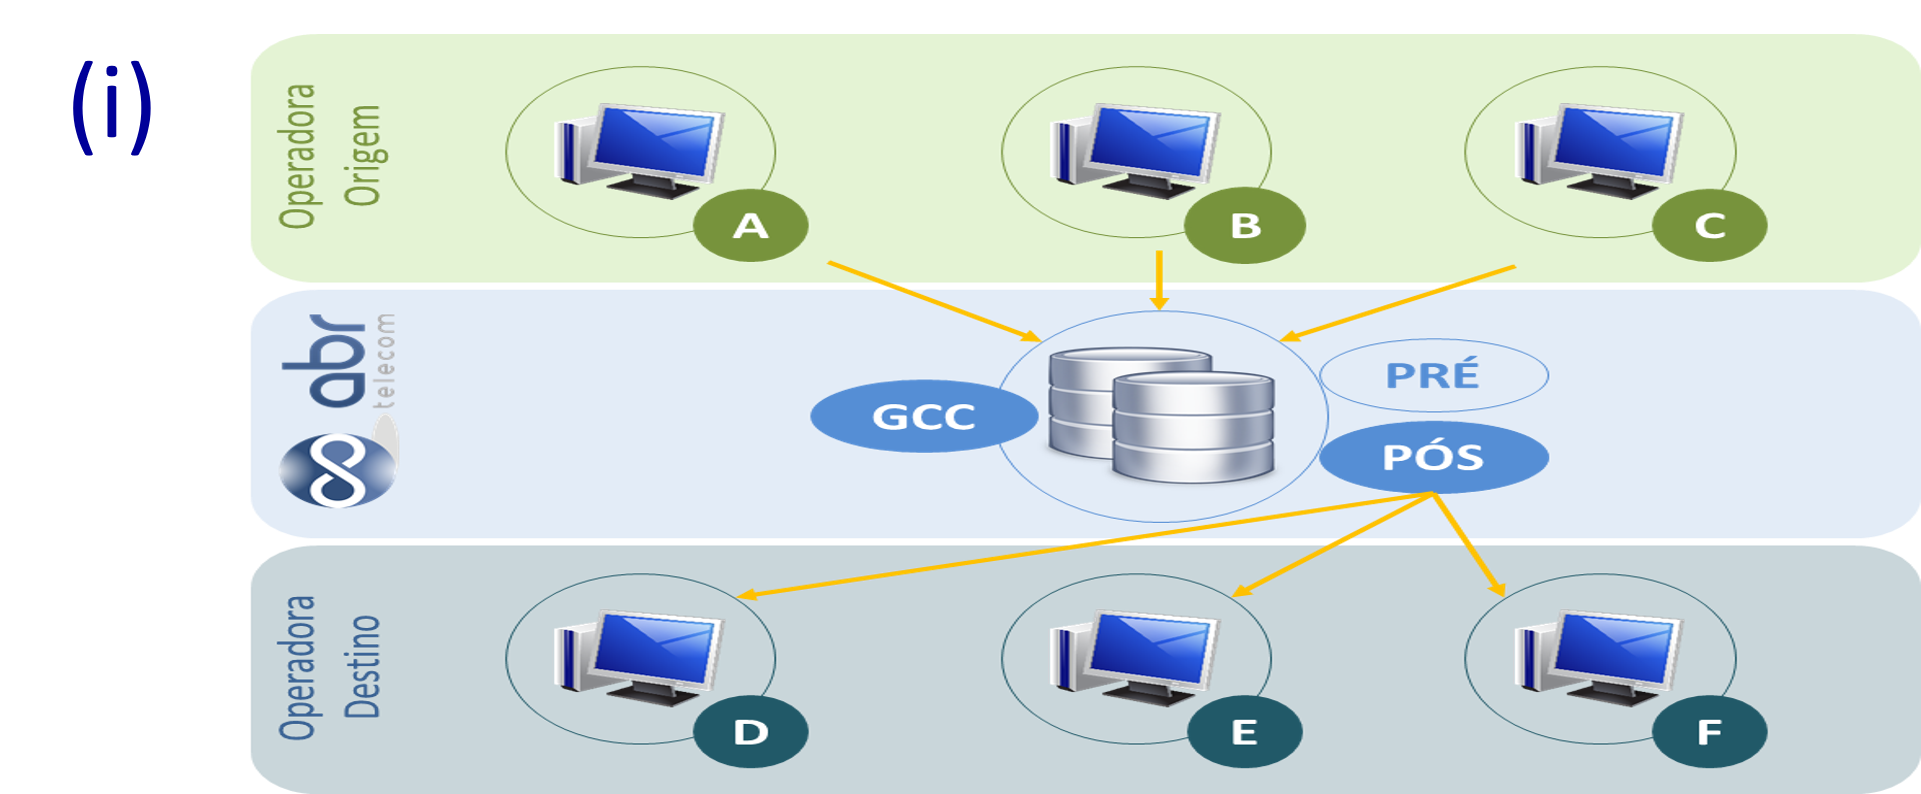 (i)
Operadora
Origem
A
B
C
abr
telecom
GCC
PRÉ
PÓS
Operadora
Destino
D
E
F